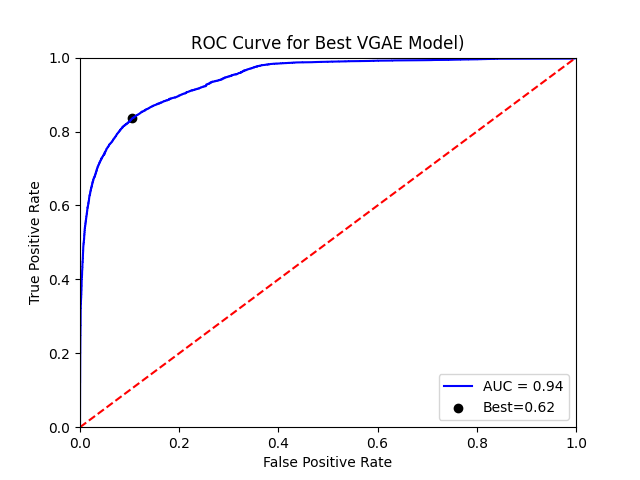 ROC Curve for Best VGAE Model)
1.0
0.8
0.6
0.4
0.2
0.0
True Positive Rate
0.0 0.2 0.4 0.6 0.8 1.0
False Positive Rate
AUC = 0.94
Best=0.62